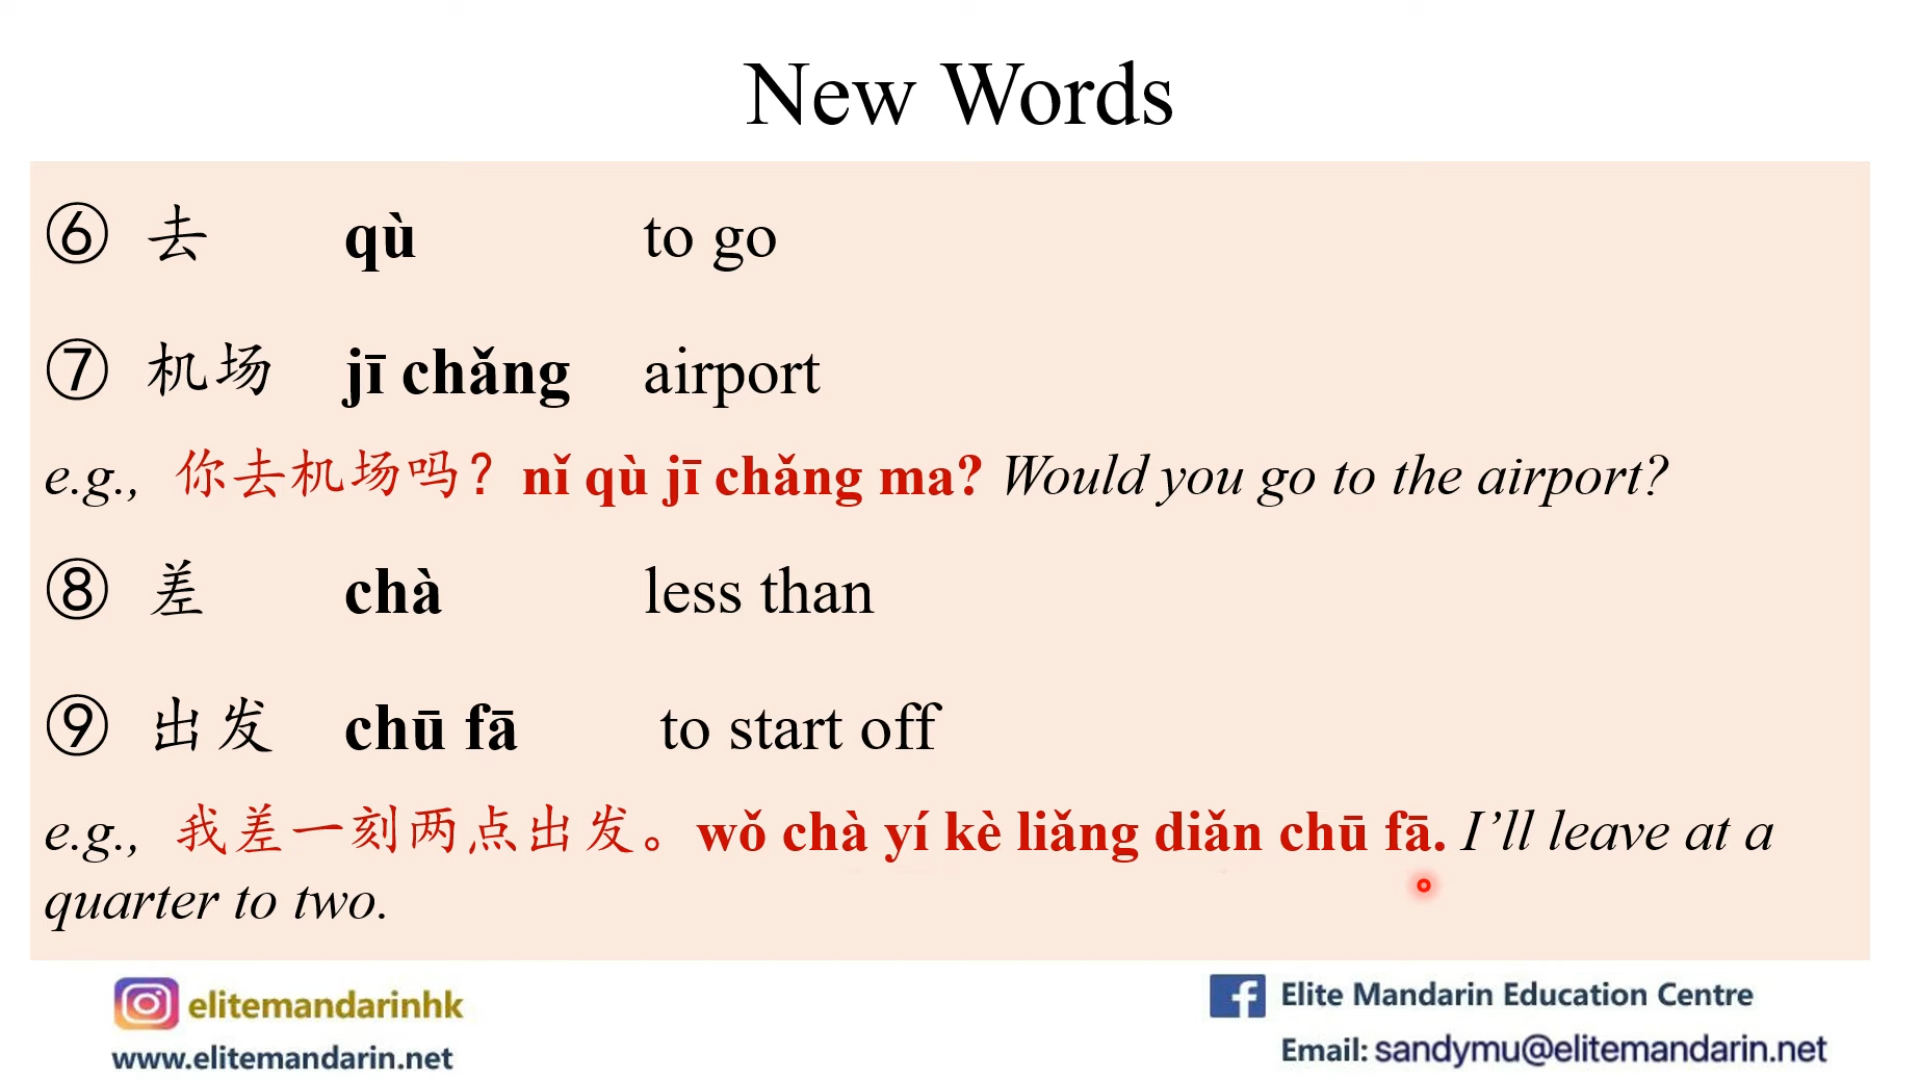 New Words
⑥ 去 qù to go
⑦ 机场 jī chǎng airport
e.g., 你去机场吗？nǐ qù jī chǎng ma? Would you go to the airport?
⑧ 差 chà less than
⑨ 出发 chū fā to start off
e.g., 我差一刻两点出发。wǒ chà yí kè liǎng diǎn chū fā. I’ll leave at a
quarter to two.
elitemandarinhk
www.elitemandarin.net
Elite Mandarin Education Centre
Email: sandymu@elitemandarin.net